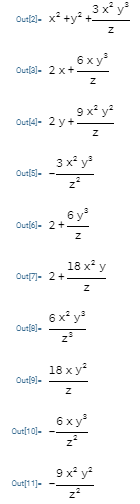 Out[2]= x² + y² + 3 x² y³ / z
Out[3]= 2 x + 6 x y³ / z
Out[4]= 2 y + 9 x² y² / z
Out[5]= - 3 x² y³ / z²
Out[6]= 2 + 6 y³ / z
Out[7]= 2 + 18 x² y / z
Out[8]= 6 x² y³ / z³
Out[9]= 18 x y² / z
Out[10]= - 6 x y³ / z²
Out[11]= - 9 x² y² / z²